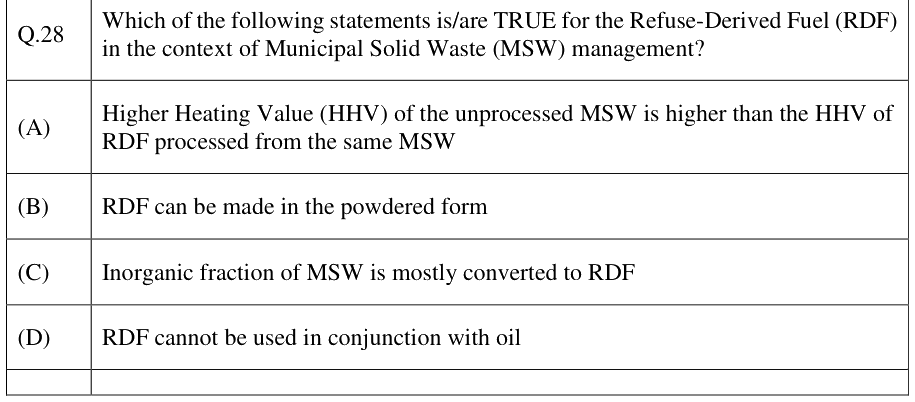 Q.28
Which of the following statements is/are TRUE for the Refuse-Derived Fuel (RDF)
in the context of Municipal Solid Waste (MSW) management?
(A)
Higher Heating Value (HHV) of the unprocessed MSW is higher than the HHV of
RDF processed from the same MSW
(B)
RDF can be made in the powdered form
(C)
Inorganic fraction of MSW is mostly converted to RDF
(D)
RDF cannot be used in conjunction with oil